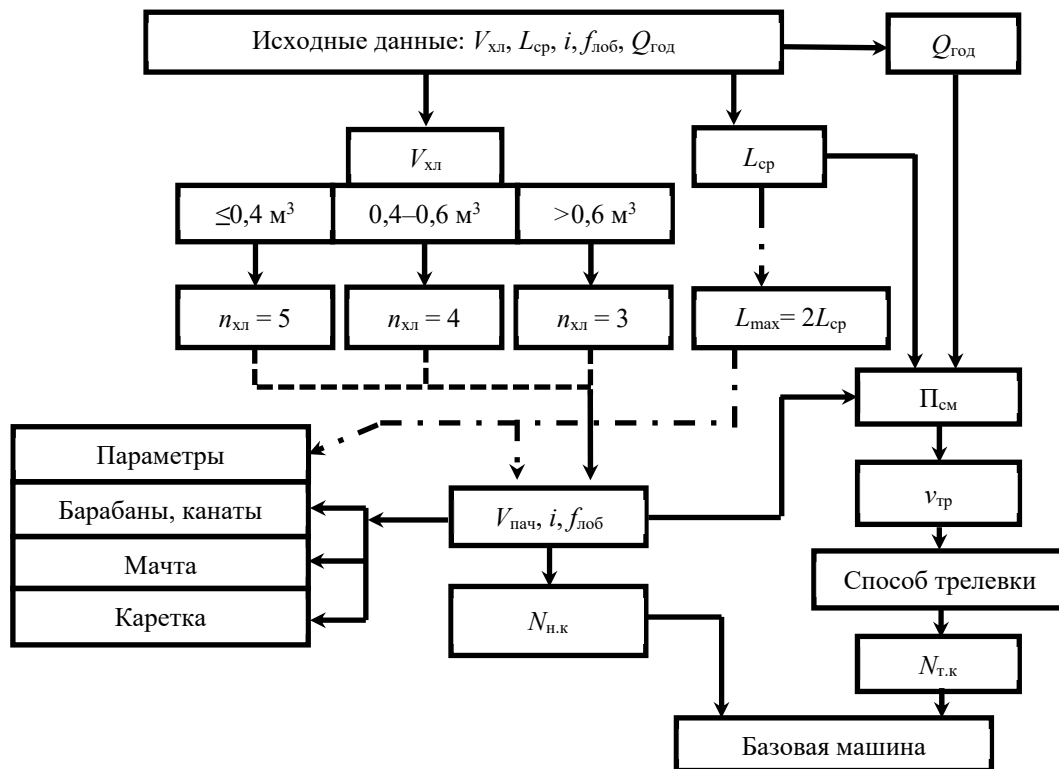 Исходные данные: Vхл, Lср, i, fлоб, Qгод
Qгод
Vхл
Lср
≤0,4 м³
0,4–0,6 м³
>0,6 м³
nхл = 5
nхл = 4
nхл = 3
Lmax= 2Lср
Псм
Параметры
Барабаны, канаты
Мачта
Каретка
Vпач, i, fлоб
vтр
Способ трелевки
Nн.к
Nт.к
Базовая машина